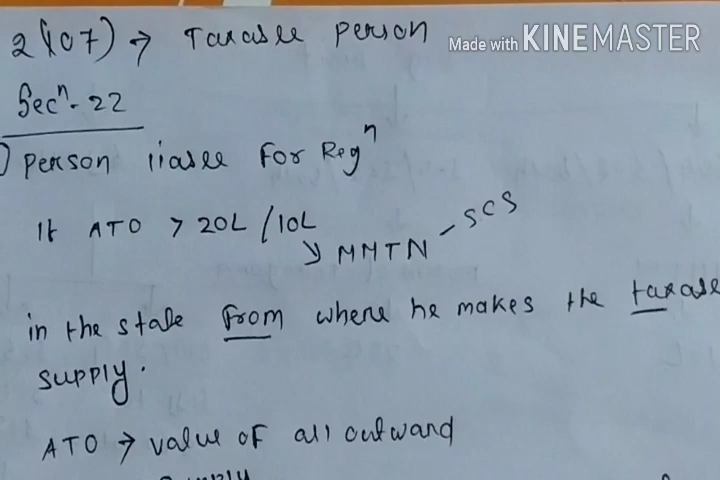 2(107) → Taxable person
Made with KINEMASTER
Secⁿ - 22
) Person liable For Regⁿ
If ATO > 20L / 10L
↘ MMTN - SCS
in the state From where he makes the taxable
supply.
ATO → value of all outward